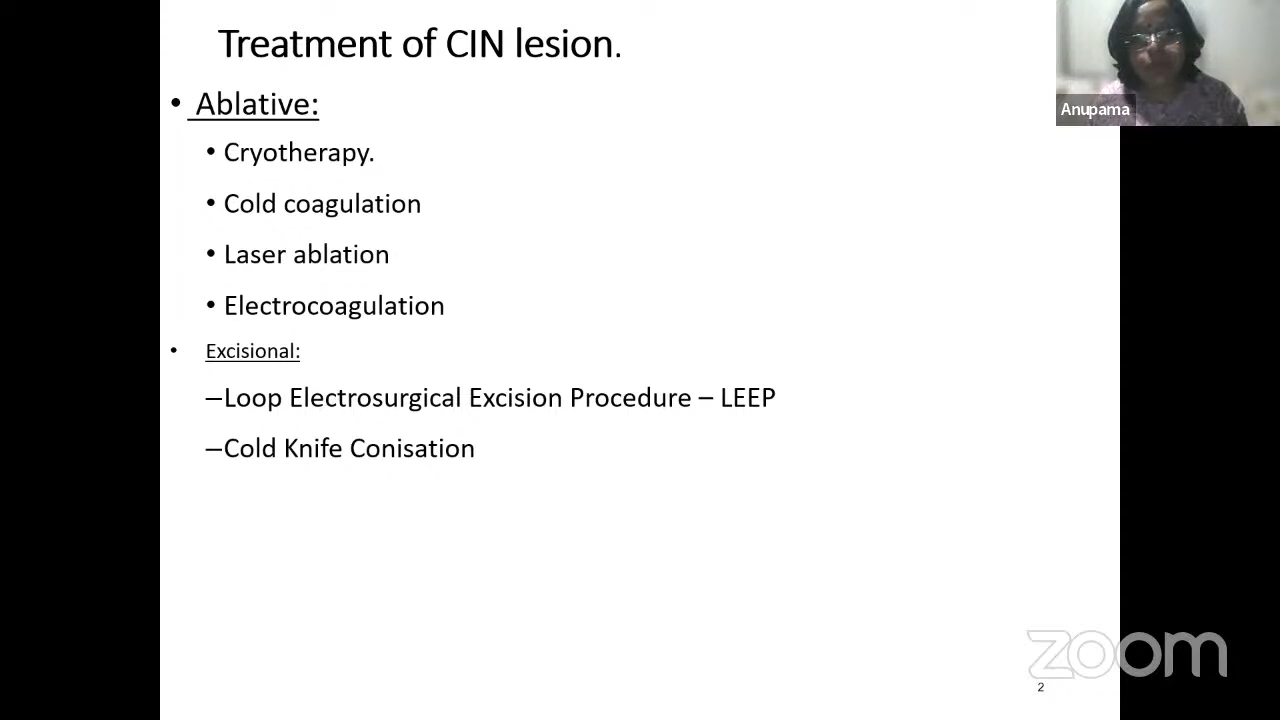 Treatment of CIN lesion.
• Ablative:
• Cryotherapy.
• Cold coagulation
• Laser ablation
• Electrocoagulation
• Excisional:
–Loop Electrosurgical Excision Procedure – LEEP
–Cold Knife Conisation
Anupama
zoom
2